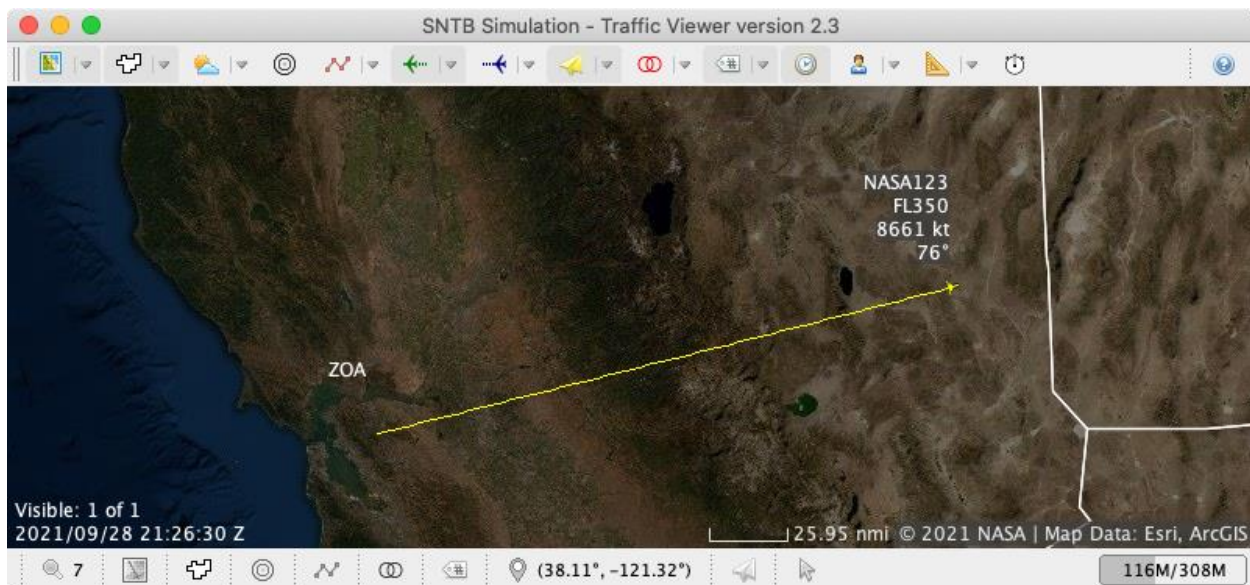 SNTB Simulation - Traffic Viewer version 2.3
#
NASA123
FL350
8661 kt
76°
ZOA
Visible: 1 of 1
2021/09/28 21:26:30 Z
25.95 nmi © 2021 NASA | Map Data: Esri, ArcGIS
7 # (38.11°, -121.32°) 116M/308M